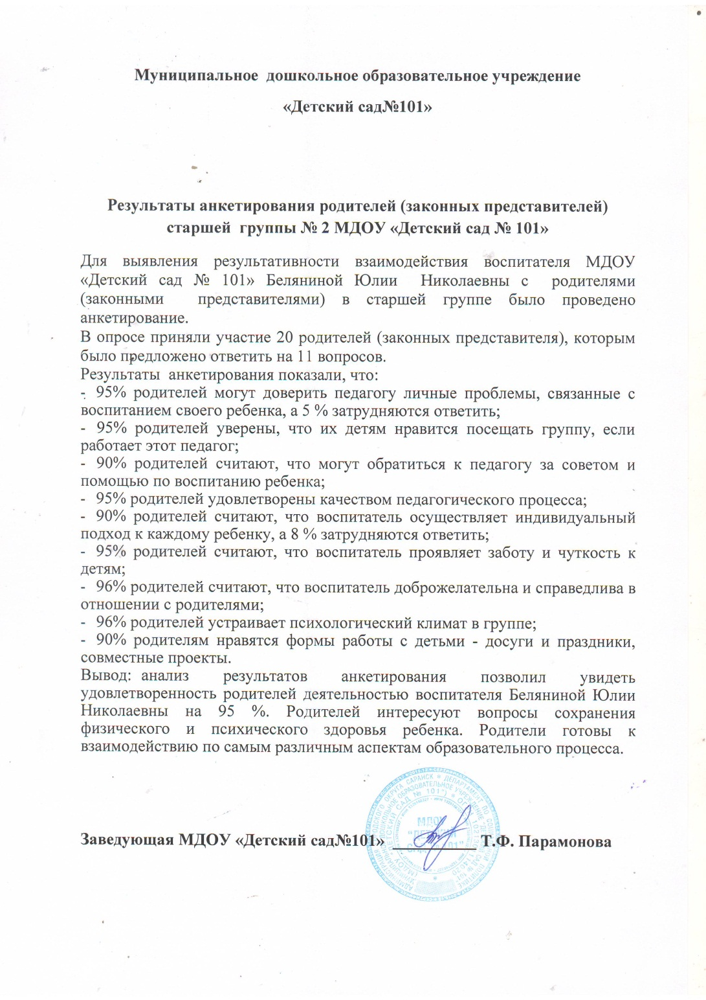 Муниципальное дошкольное образовательное учреждение
«Детский сад№101»
Результаты анкетирования родителей (законных представителей)
старшей группы № 2 МДОУ «Детский сад № 101»
Для выявления результативности взаимодействия воспитателя МДОУ
«Детский сад № 101» Беляниной Юлии Николаевны с родителями
(законными представителями) в старшей группе было проведено
анкетирование.
В опросе приняли участие 20 родителей (законных представителя), которым
было предложено ответить на 11 вопросов.
Результаты анкетирования показали, что:
- 95% родителей могут доверить педагогу личные проблемы, связанные с
воспитанием своего ребенка, а 5 % затрудняются ответить;
- 95% родителей уверены, что их детям нравится посещать группу, если
работает этот педагог;
- 90% родителей считают, что могут обратиться к педагогу за советом и
помощью по воспитанию ребенка;
- 95% родителей удовлетворены качеством педагогического процесса;
- 90% родителей считают, что воспитатель осуществляет индивидуальный
подход к каждому ребенку, а 8 % затрудняются ответить;
- 95% родителей считают, что воспитатель проявляет заботу и чуткость к
детям;
- 96% родителей считают, что воспитатель доброжелательна и справедлива в
отношении с родителями;
- 96% родителей устраивает психологический климат в группе;
- 90% родителям нравятся формы работы с детьми - досуги и праздники,
совместные проекты.
Вывод: анализ результатов анкетирования позволил увидеть
удовлетворенность родителей деятельностью воспитателя Беляниной Юлии
Николаевны на 95 %. Родителей интересуют вопросы сохранения
физического и психического здоровья ребенка. Родители готовы к
взаимодействию по самым различным аспектам образовательного процесса.
Заведующая МДОУ «Детский сад№101» __________ Т.Ф. Парамонова
МДОУ
"ДЕТСКИЙ
САД № 101"